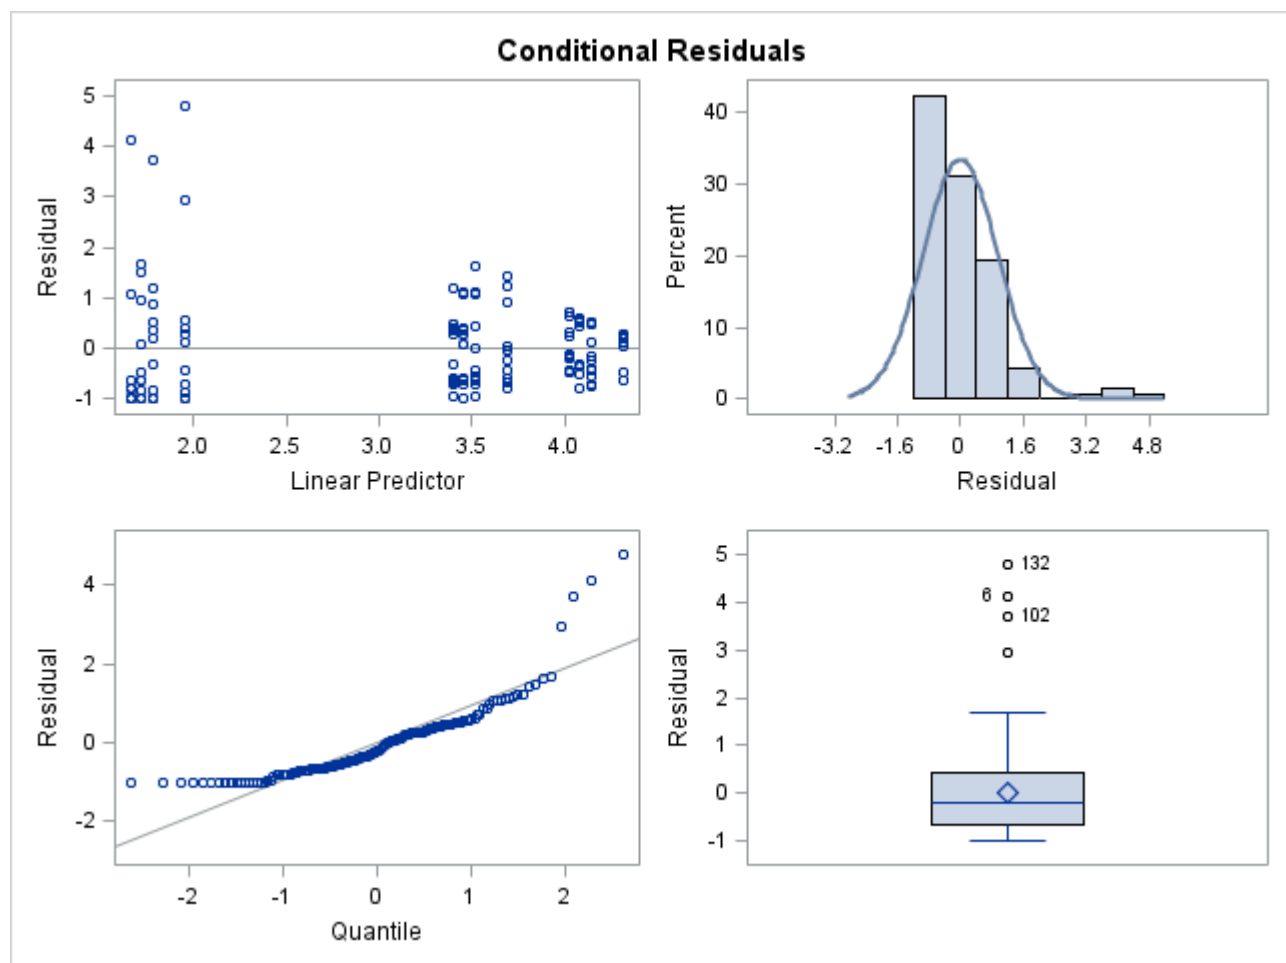 Conditional Residuals
5
4
3
2
1
0
-1
Residual
2.0 2.5 3.0 3.5 4.0
Linear Predictor
40
30
20
10
0
Percent
-3.2 -1.6 0 1.6 3.2 4.8
Residual
4
2
0
-2
Residual
-2 -1 0 1 2
Quantile
5
4
3
2
1
0
-1
Residual
132
6
102